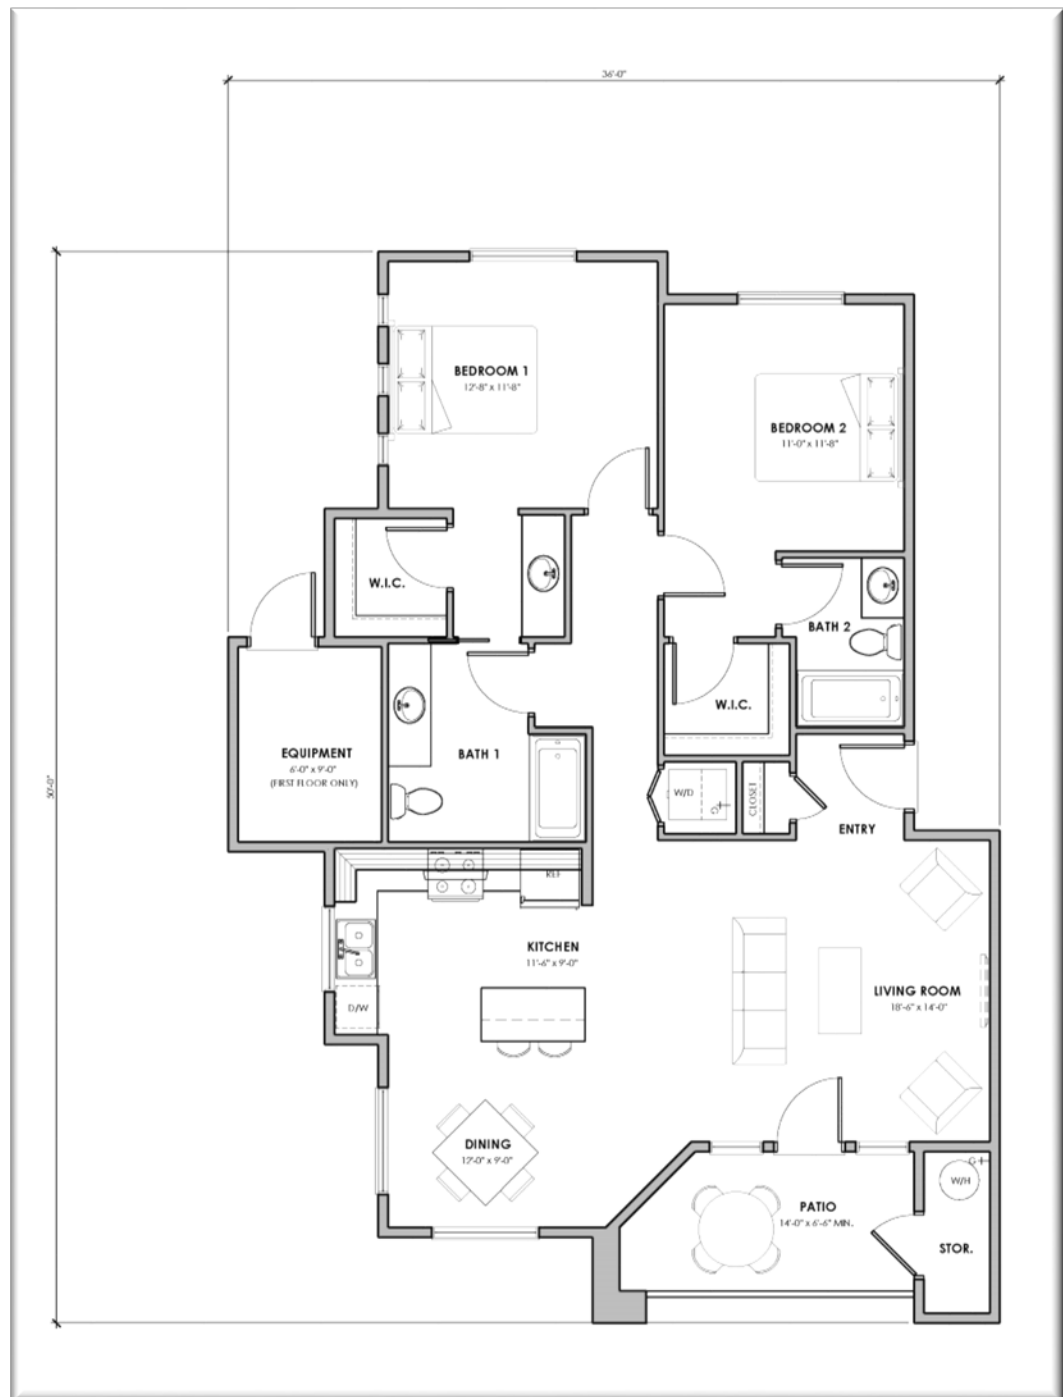 36'-0"
50'-0"
BEDROOM 1
12'-8" x 11'-8"
BEDROOM 2
11'-0" x 11'-8"
W.I.C.
BATH 2
W.I.C.
EQUIPMENT
6'-0" x 9'-0"
(FIRST FLOOR ONLY)
BATH 1
W/D
G
CLOSET
ENTRY
REF
KITCHEN
11'-6" x 9'-0"
D/W
LIVING ROOM
18'-6" x 14'-0"
DINING
12'-0" x 9'-0"
G
W/H
PATIO
14'-0" x 6'-6" MIN.
STOR.